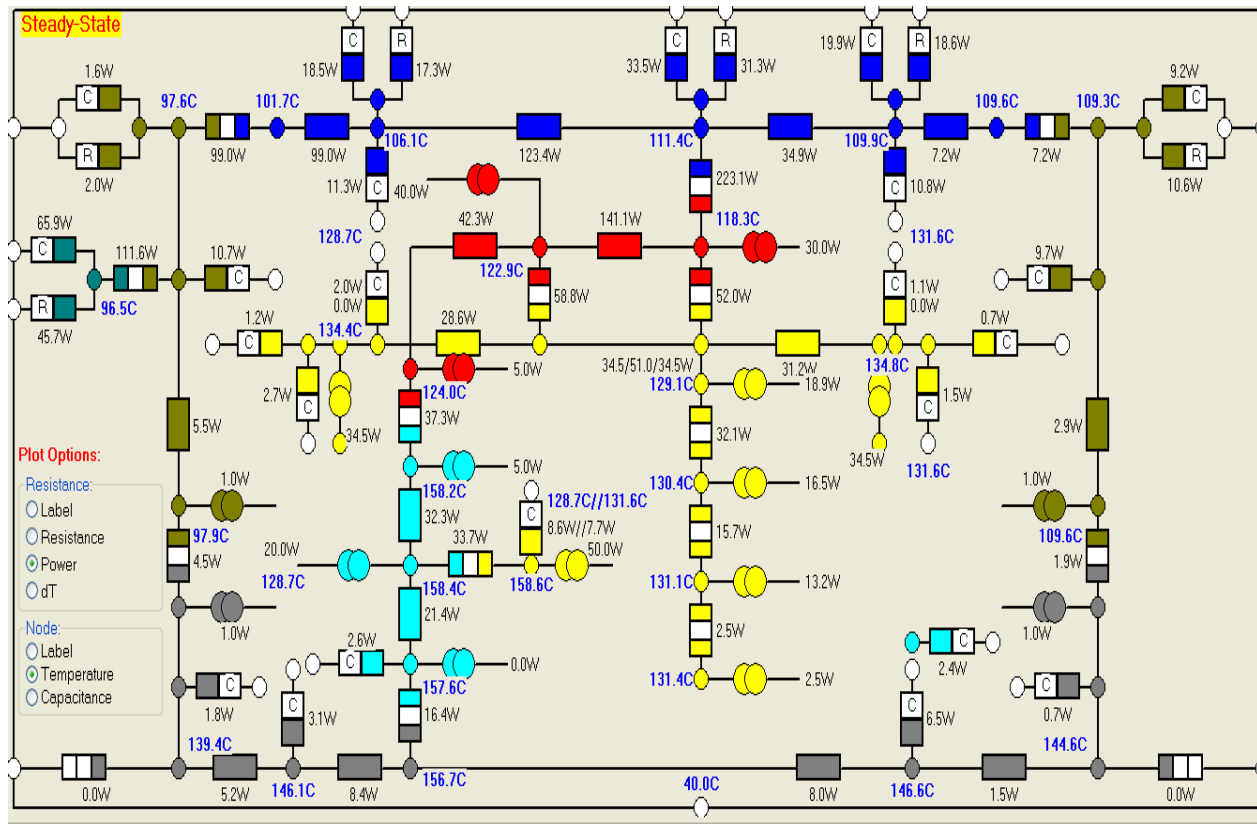 Steady-State
C
R
C
R
C
R
18.5W
17.3W
33.5W
31.3W
19.9W
18.6W
1.6W
C
97.6C
101.7C
109.6C
109.3C
9.2W
C
R
2.0W
99.0W
99.0W
106.1C
123.4W
111.4C
34.9W
109.9C
7.2W
7.2W
R
10.6W
11.3W
C
40.0W
223.1W
10.8W
C
65.9W
C
111.6W
10.7W
C
128.7C
42.3W
141.1W
118.3C
30.0W
131.6C
9.7W
C
R
96.5C
45.7W
2.0W
0.0W
C
122.9C
58.8W
52.0W
C
1.1W
0.0W
1.2W
C
134.4C
28.6W
34.5/51.0/34.5W
31.2W
134.8C
0.7W
C
2.7W
C
34.5W
124.0C
5.0W
129.1C
18.9W
1.5W
C
34.5W
131.6C
5.5W
37.3W
32.1W
2.9W
Plot Options:
Resistance:
Label
Resistance
Power
dT
1.0W
97.9C
4.5W
1.0W
158.2C
5.0W
32.3W
128.7C//131.6C
C
8.6W//7.7W
130.4C
16.5W
15.7W
1.0W
109.6C
1.9W
1.0W
20.0W
128.7C
33.7W
50.0W
158.4C
158.6C
131.1C
13.2W
21.4W
2.5W
Node:
Label
Temperature
Capacitance
2.6W
C
0.0W
157.6C
131.4C
2.5W
C
2.4W
C
1.8W
C
3.1W
16.4W
C
6.5W
C
0.7W
139.4C
144.6C
0.0W
5.2W
146.1C
8.4W
156.7C
40.0C
8.0W
146.6C
1.5W
0.0W